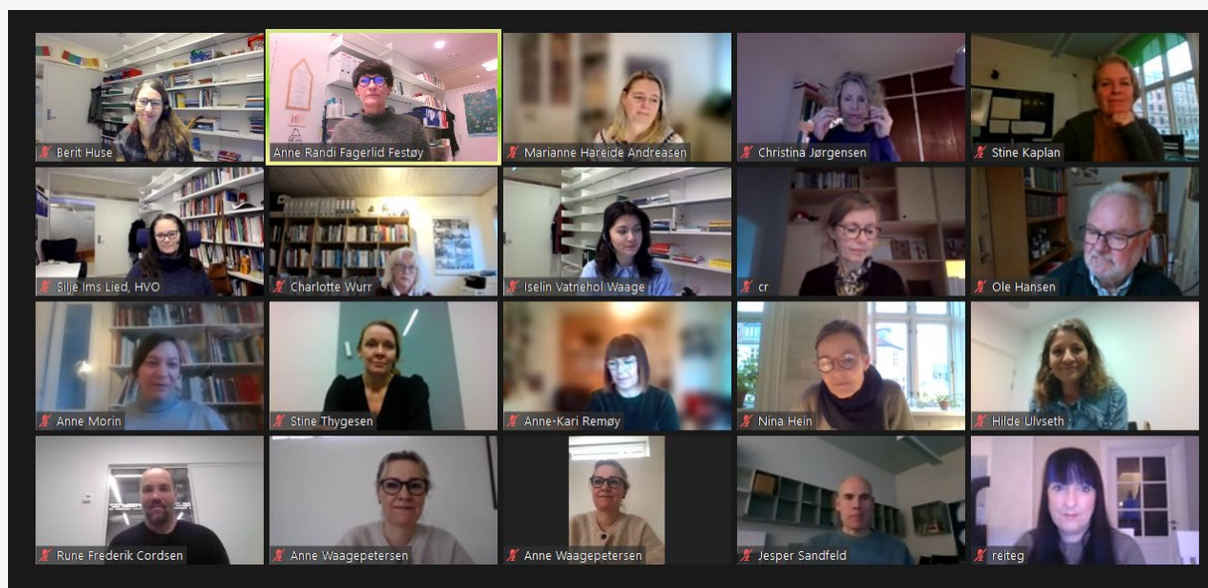 Berit Huse
Anne Randi Fagerlid Festøy
Marianne Hareide Andreasen
Christina Jørgensen
Stine Kaplan
Silje Ims Lied, HVO
Charlotte Wurr
Iselin Vatnehol Waage
cr
Ole Hansen
Anne Morin
Stine Thygesen
Anne-Kari Remøy
Nina Hein
Hilde Ulvseth
Rune Frederik Cordsen
Anne Waagepetersen
Anne Waagepetersen
Jesper Sandfeld
reiteg